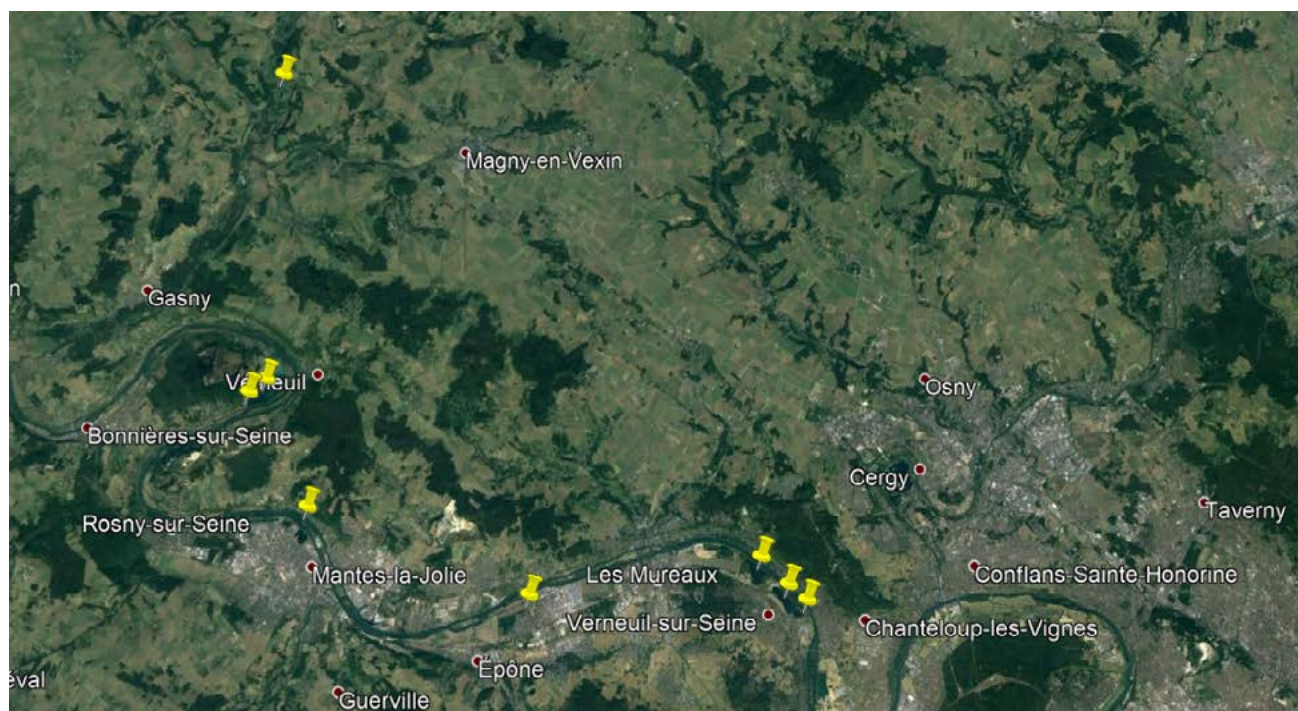 Magny-en-Vexin
n
Gasny
Verneuil
Osny
Bonnières-sur-Seine
Cergy
Taverny
Rosny-sur-Seine
Mantes-la-Jolie
Les Mureaux
Conflans-Sainte-Honorine
Verneuil-sur-Seine
Chanteloup-les-Vignes
Épône
éval
Guerville